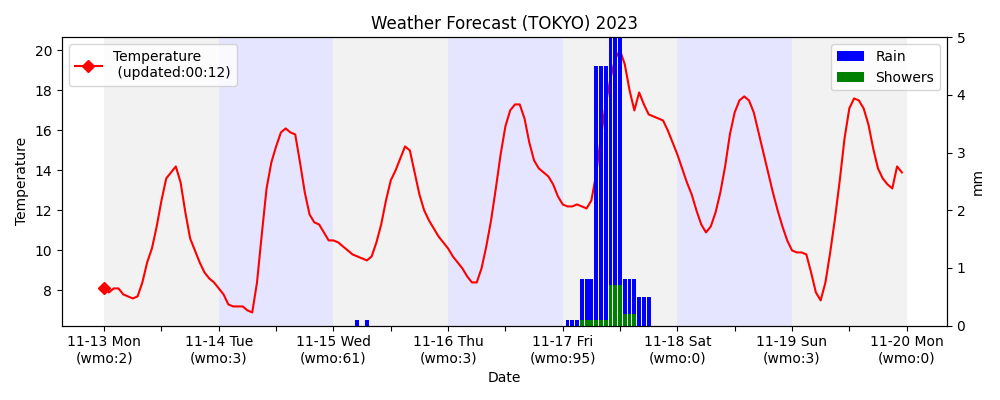 Weather Forecast (TOKYO) 2023
Temperature
(updated:00:12)
Rain
Showers
Temperature
20
18
16
14
12
10
8
5
4
3
2
1
0
mm
11-13 Mon
(wmo:2)
11-14 Tue
(wmo:3)
11-15 Wed
(wmo:61)
11-16 Thu
(wmo:3)
11-17 Fri
(wmo:95)
11-18 Sat
(wmo:0)
11-19 Sun
(wmo:3)
11-20 Mon
(wmo:0)
Date